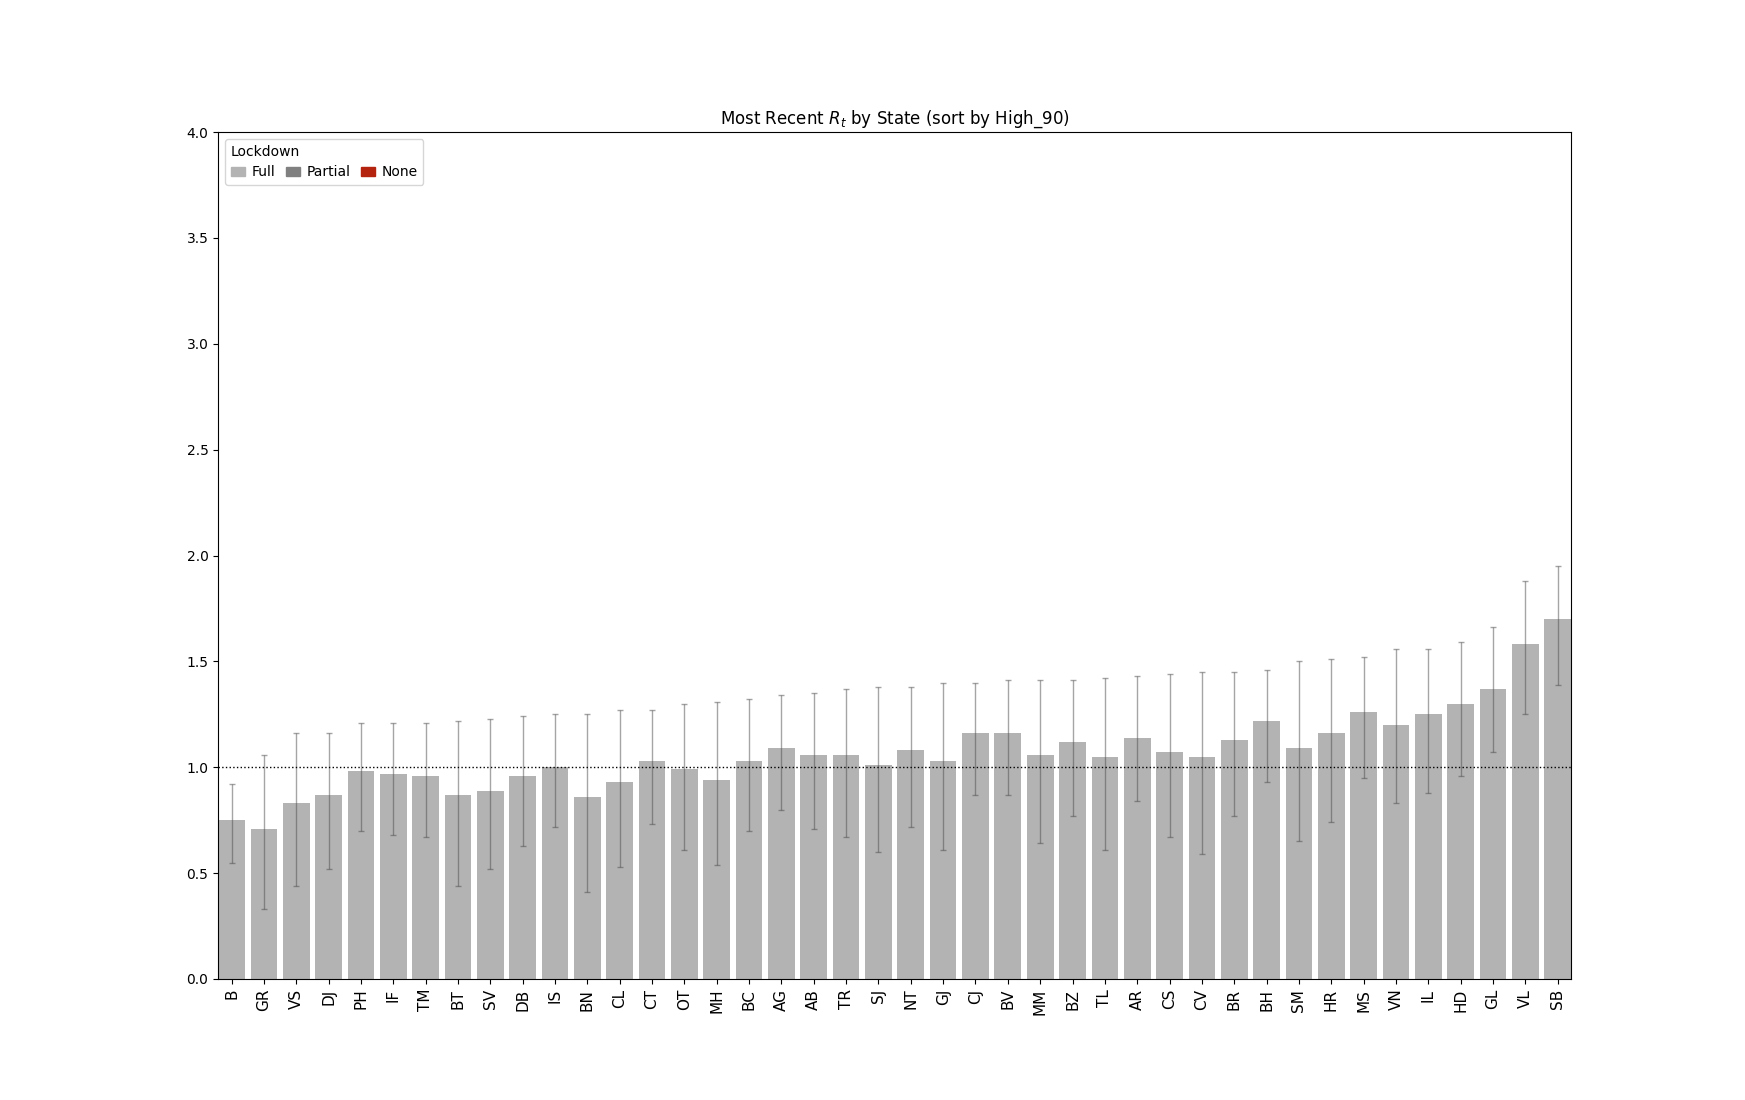 Most Recent R_t by State (sort by High_90)
4.0
Lockdown
Full Partial None
3.5
3.0
2.5
2.0
1.5
1.0
0.5
0.0
B GR VS DJ PH IF TM BT SV DB IS BN CL CT OT MH BC AG AB TR SJ NT GJ CJ BV MM BZ TL AR CS CV BR BH SM HR MS VN IL HD GL VL SB